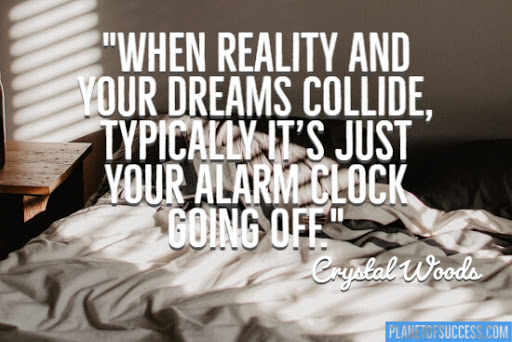 "WHEN REALITY AND
YOUR DREAMS COLLIDE,
TYPICALLY IT'S JUST
YOUR ALARM CLOCK
GOING OFF."
Crystal Woods
PLANETOFSUCCESS.COM